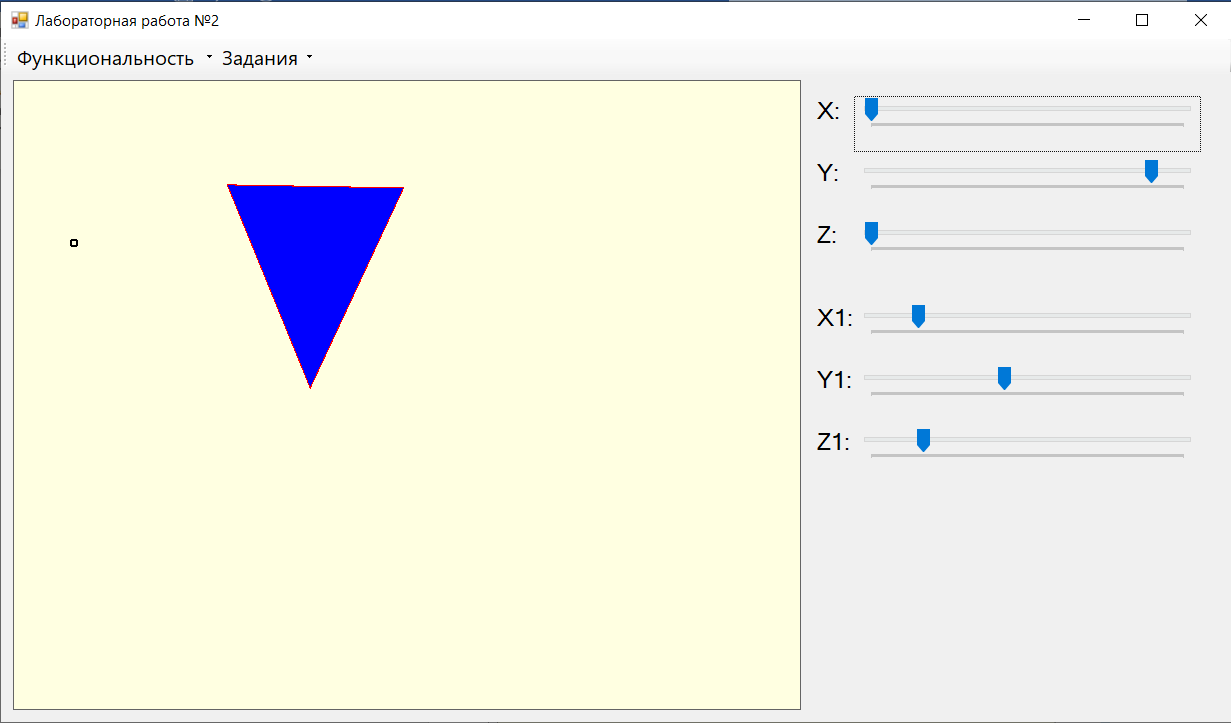 Лабораторная работа №2
Функциональность Задания
X:
Y:
Z:
X1:
Y1:
Z1: